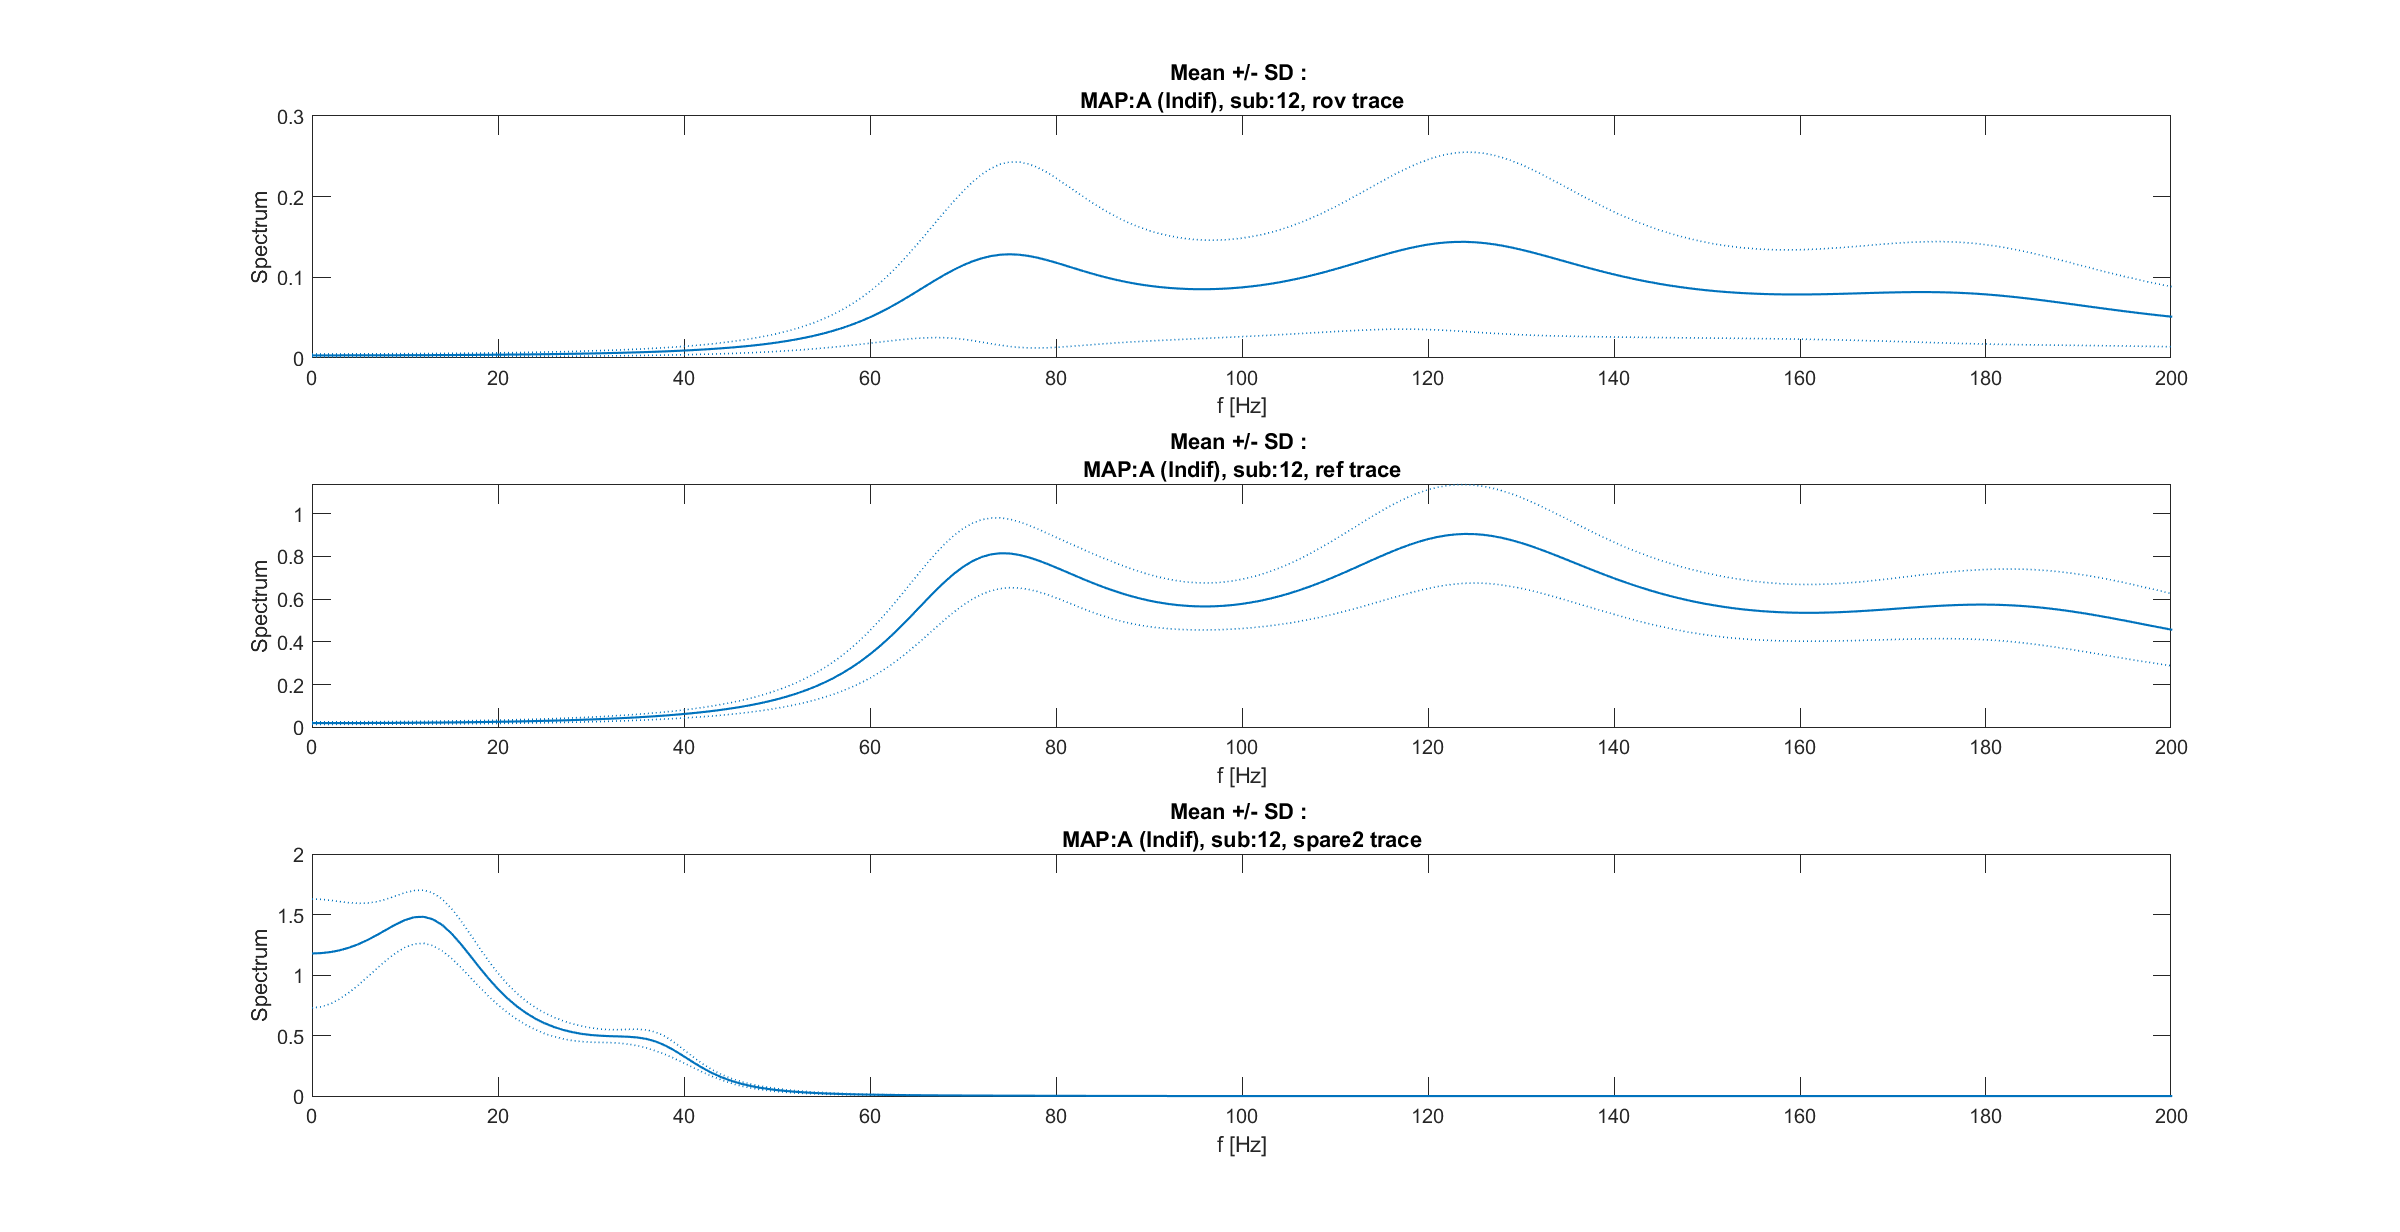 Mean +/- SD :
MAP:A (Indif), sub:12, rov trace
0.3
0.2
0.1
0
Spectrum
0 20 40 60 80 100 120 140 160 180 200
f [Hz]
Mean +/- SD :
MAP:A (Indif), sub:12, ref trace
1
0.8
0.6
0.4
0.2
0
Spectrum
0 20 40 60 80 100 120 140 160 180 200
f [Hz]
Mean +/- SD :
MAP:A (Indif), sub:12, spare2 trace
2
1.5
1
0.5
0
Spectrum
0 20 40 60 80 100 120 140 160 180 200
f [Hz]